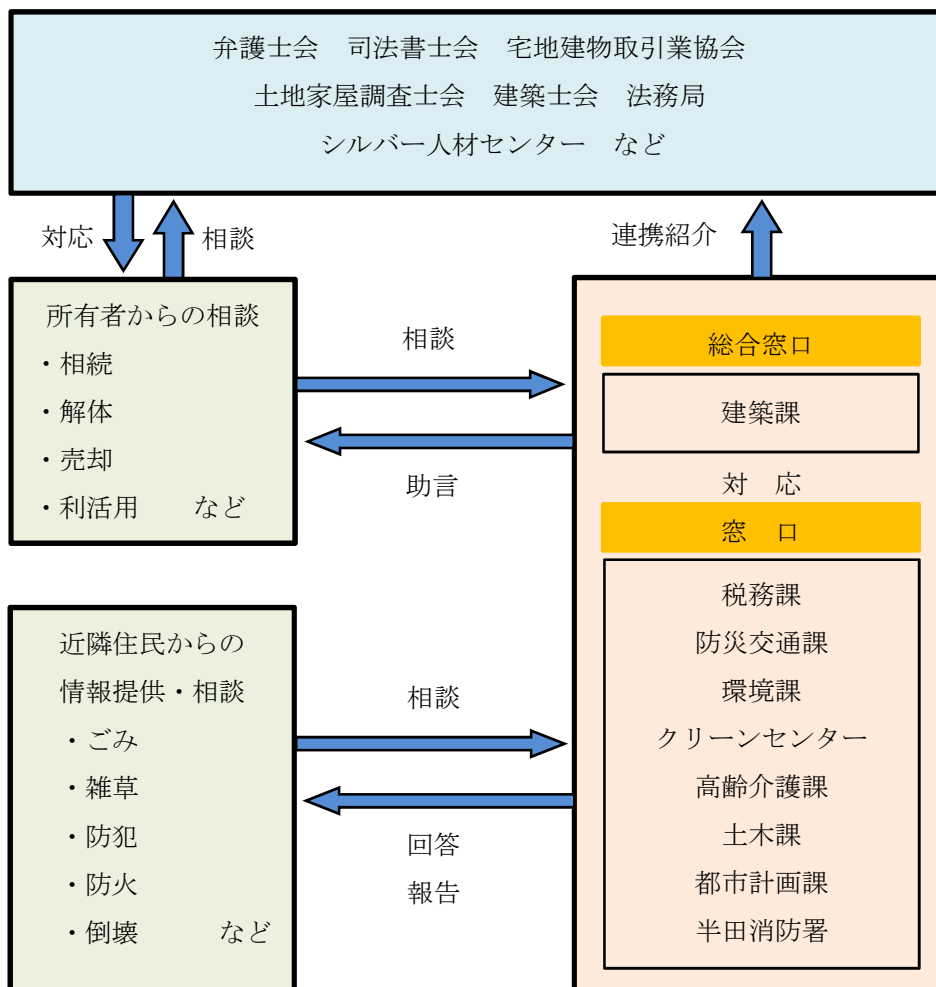 弁護士会　司法書士会　宅地建物取引業協会
土地家屋調査士会　建築士会　法務局
シルバー人材センター　など
対応
相談
連携紹介
所有者からの相談
・相続
・解体
・売却
・利活用　　など
相談
助言
総合窓口
建築課
対　応
窓　口
税務課
防災交通課
環境課
クリーンセンター
高齢介護課
土木課
都市計画課
半田消防署
近隣住民からの
情報提供・相談
・ごみ
・雑草
・防犯
・防火
・倒壊　　　など
相談
回答
報告